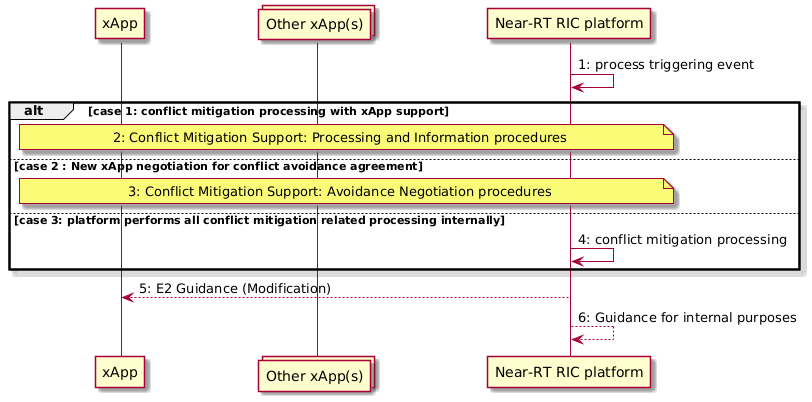 xApp
Other xApp(s)
Near-RT RIC platform
1: process triggering event
alt
[case 1: conflict mitigation processing with xApp support]
2: Conflict Mitigation Support: Processing and Information procedures
[case 2 : New xApp negotiation for conflict avoidance agreement]
3: Conflict Mitigation Support: Avoidance Negotiation procedures
[case 3: platform performs all conflict mitigation related processing internally]
4: conflict mitigation processing
5: E2 Guidance (Modification)
6: Guidance for internal purposes
xApp
Other xApp(s)
Near-RT RIC platform